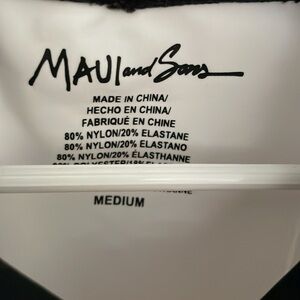 MAUI and Sons
MADE IN CHINA/
HECHO EN CHINA/
FABRIQUÉ EN CHINE
80% NYLON/20% ELASTANE
80% NYLON/20% ELASTANO
80% NYLON/20% ÉLASTHANNE
MEDIUM